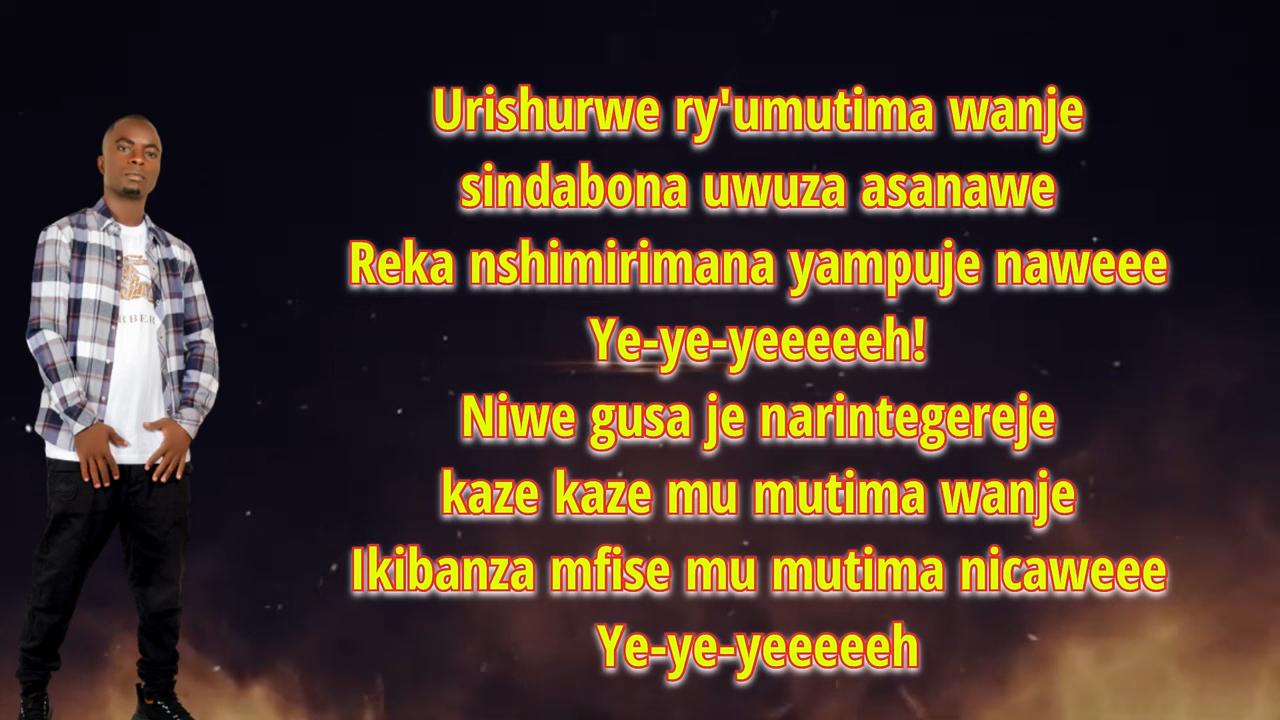 Urishurwe ry'umutima wanje
sindabona uwuza asanawe
Reka nshimirimana yampuje naweee
Ye-ye-yeeeeeh!
Niwe gusa je narintegereje
kaze kaze mu mutima wanje
Ikibanza mfise mu mutima nicaweee
Ye-ye-yeeeeeh